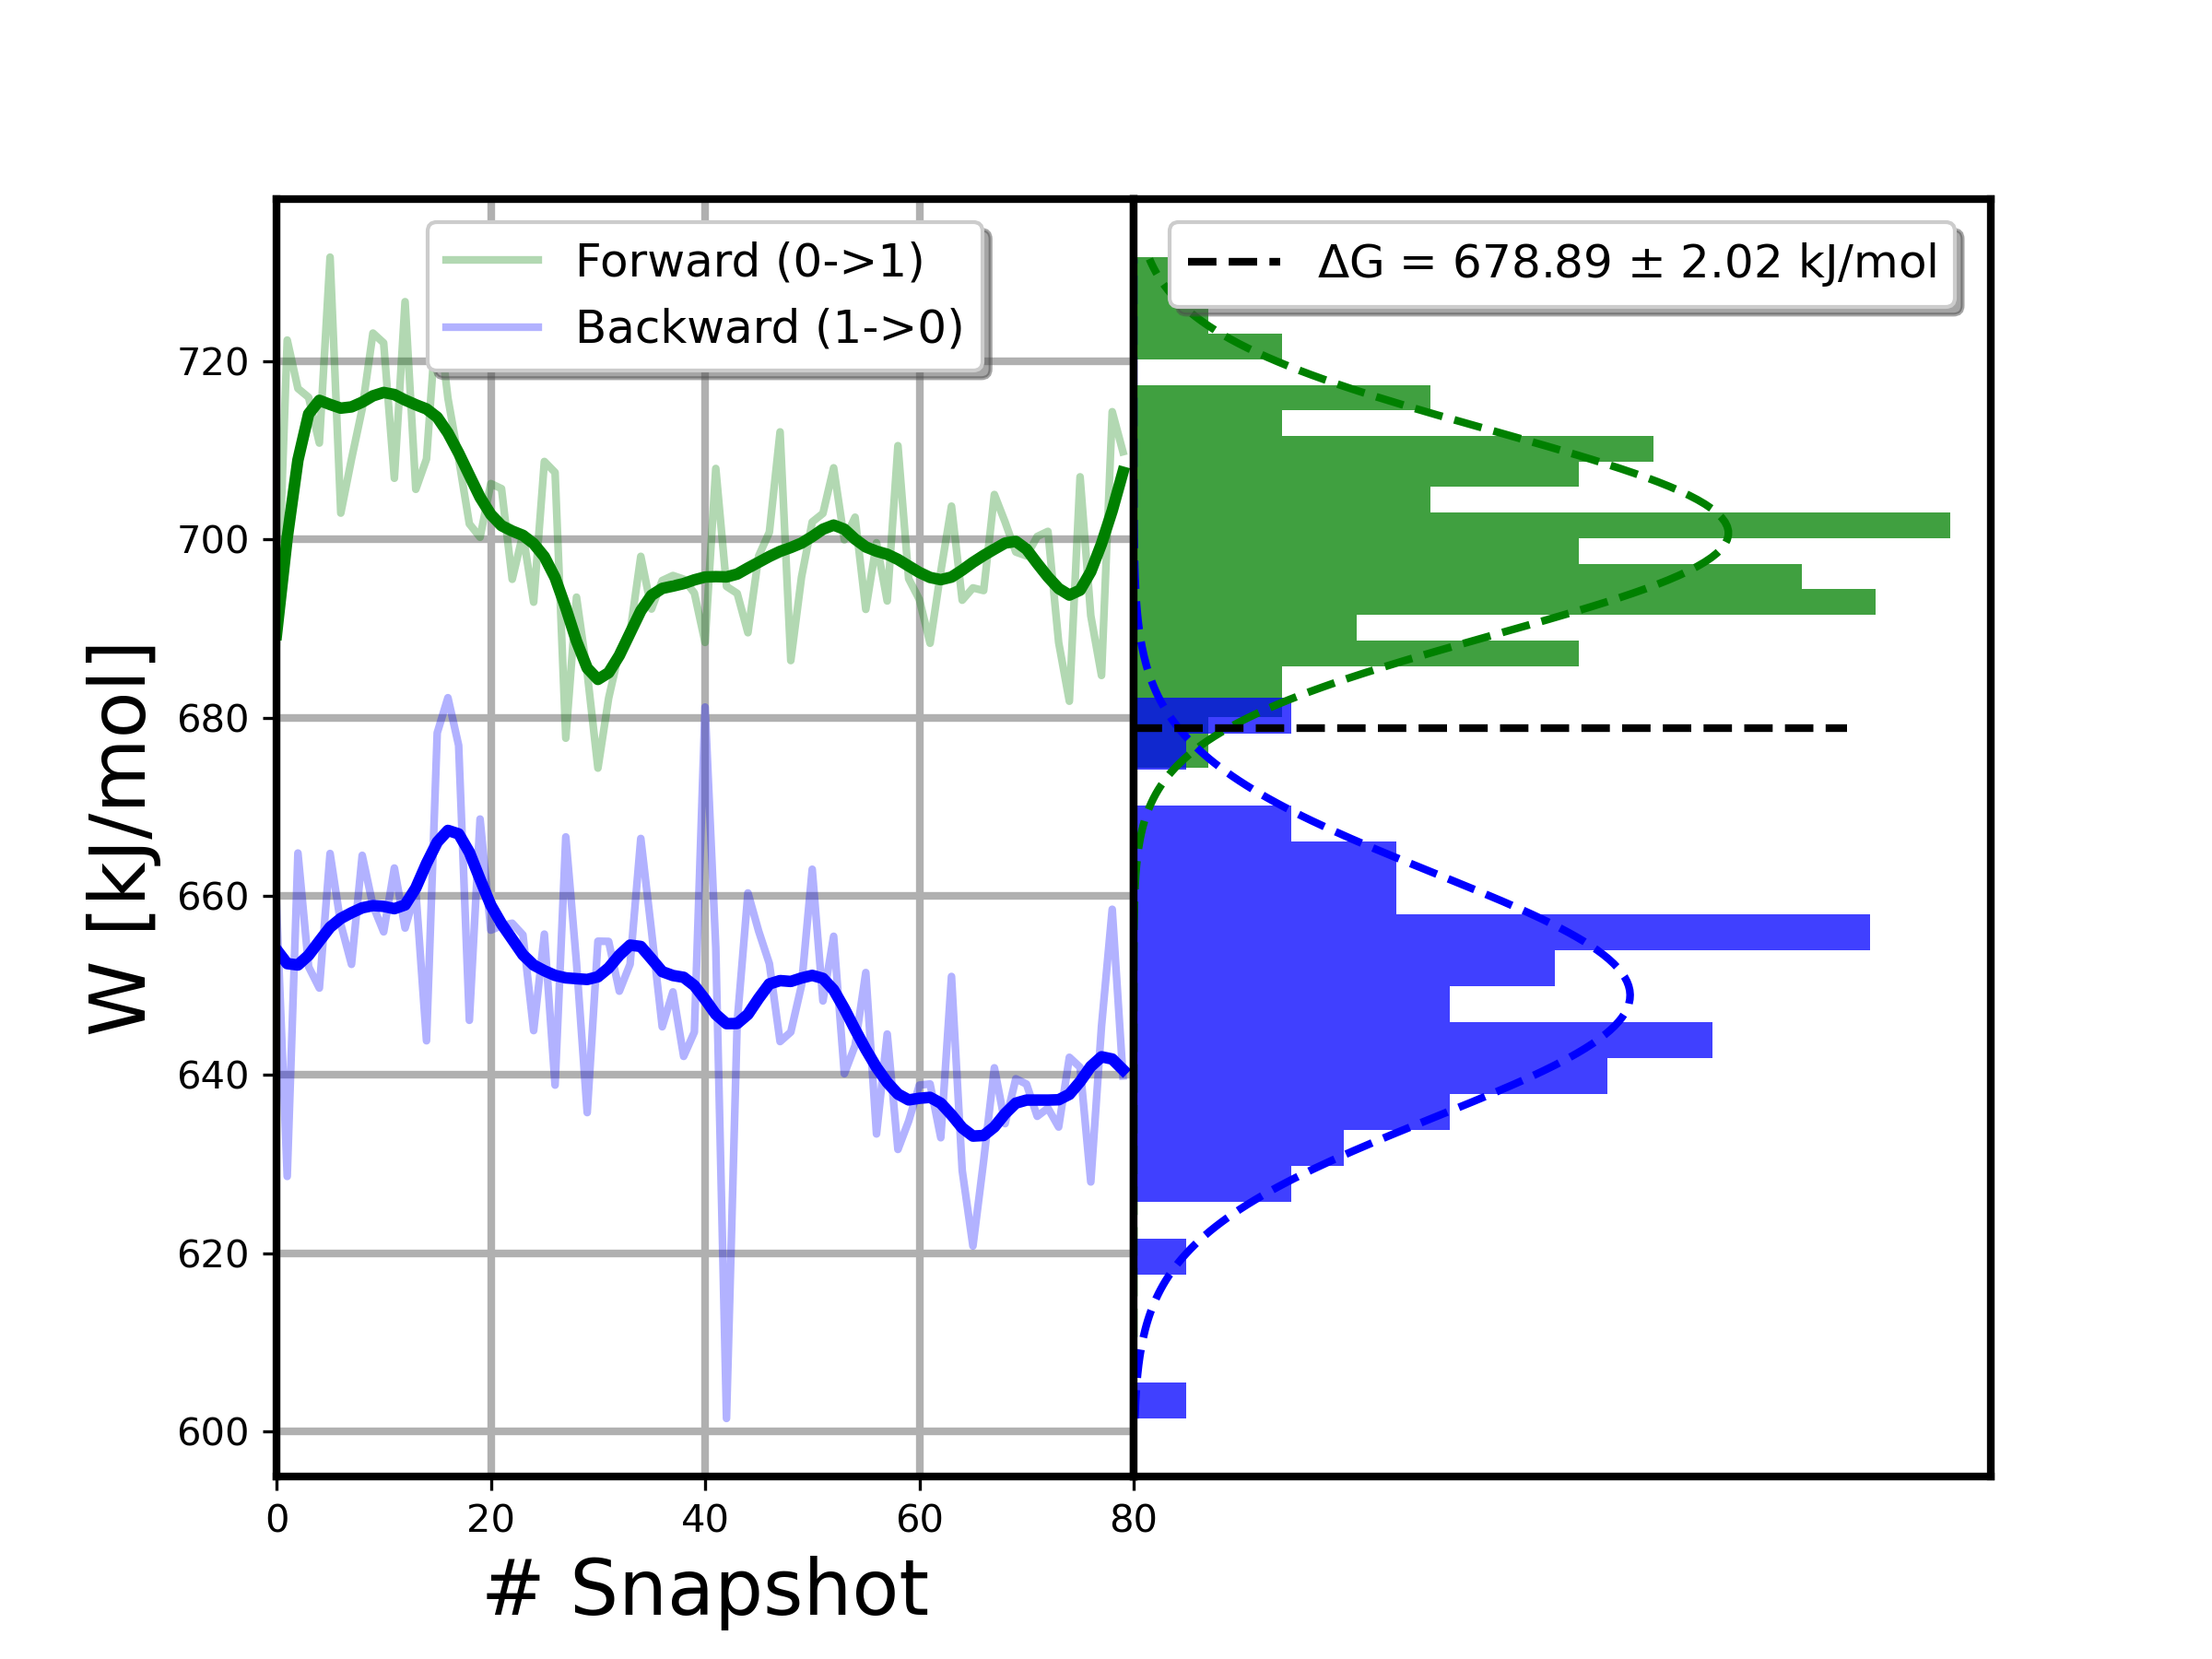 Forward (0->1)
Backward (1->0)
ΔG = 678.89 ± 2.02 kJ/mol
W [kJ/mol]
720
700
680
660
640
620
600
0 20 40 60 80
# Snapshot